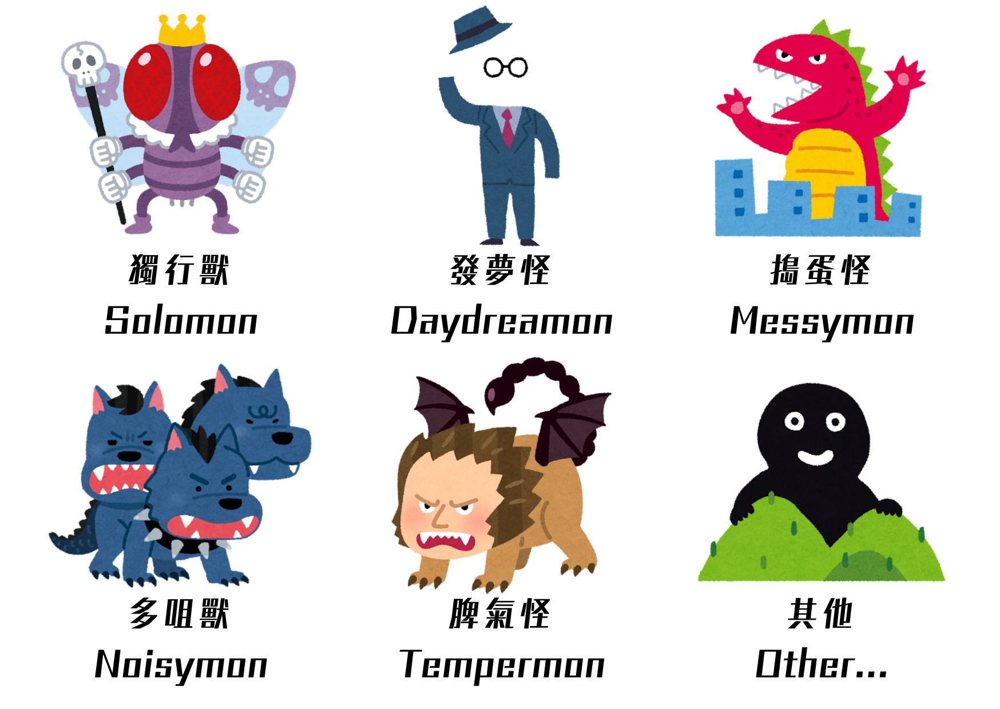 獨行獸
Solomon
發夢怪
Daydreamon
搗蛋怪
Messymon
多咀獸
Noisymon
脾氣怪
Tempermon
其他
Other...